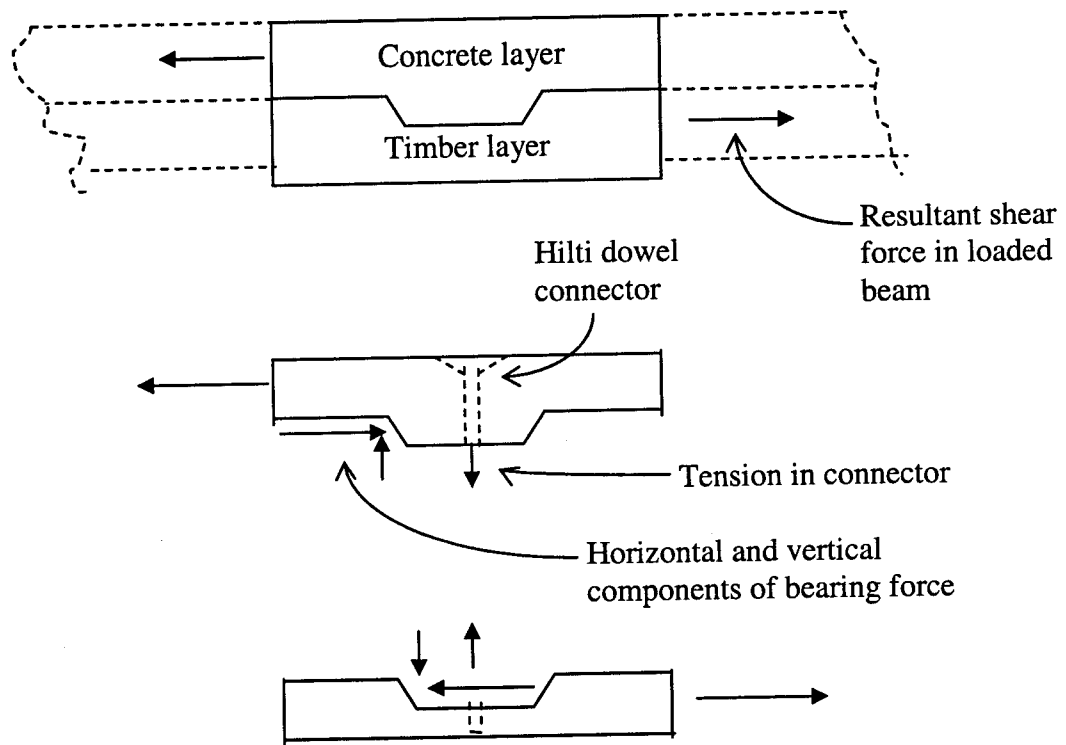 Concrete layer
Timber layer
Resultant shear
force in loaded
beam
Hilti dowel
connector
Tension in connector
Horizontal and vertical
components of bearing force